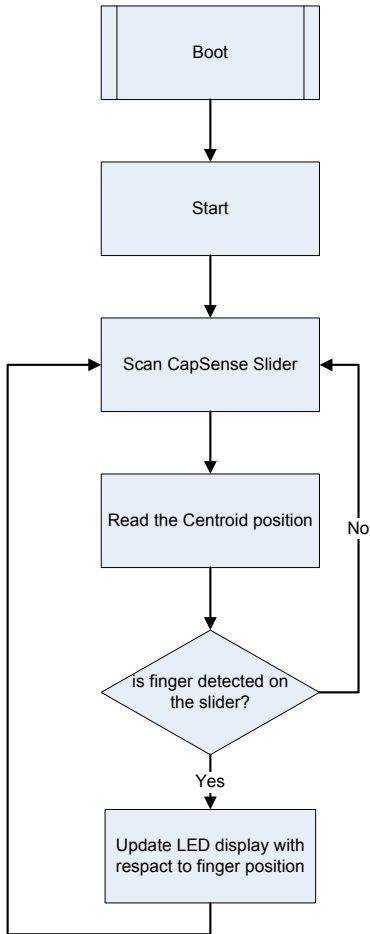 Boot
Start
Scan CapSense Slider
Read the Centroid position
No
is finger detected on
the slider?
Yes
Update LED display with
respact to finger position